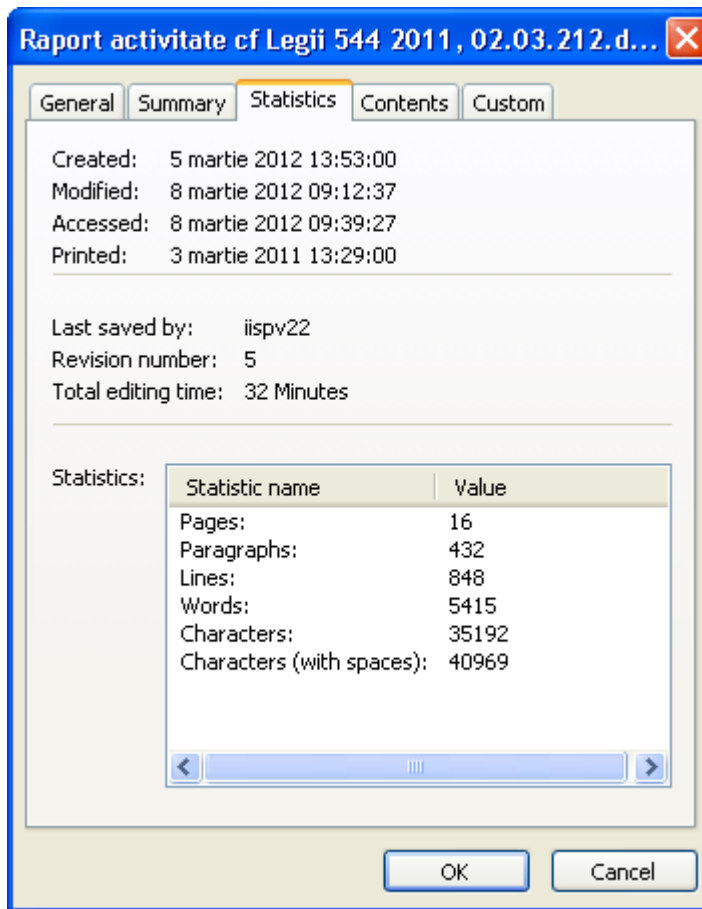 Raport activitate cf Legii 544 2011, 02.03.212.d...
General Summary Statistics Contents Custom
Created: 5 martie 2012 13:53:00
Modified: 8 martie 2012 09:12:37
Accessed: 8 martie 2012 09:39:27
Printed: 3 martie 2011 13:29:00
Last saved by: iispv22
Revision number: 5
Total editing time: 32 Minutes
Statistics:
Statistic name Value
Pages: 16
Paragraphs: 432
Lines: 848
Words: 5415
Characters: 35192
Characters (with spaces): 40969
OK Cancel